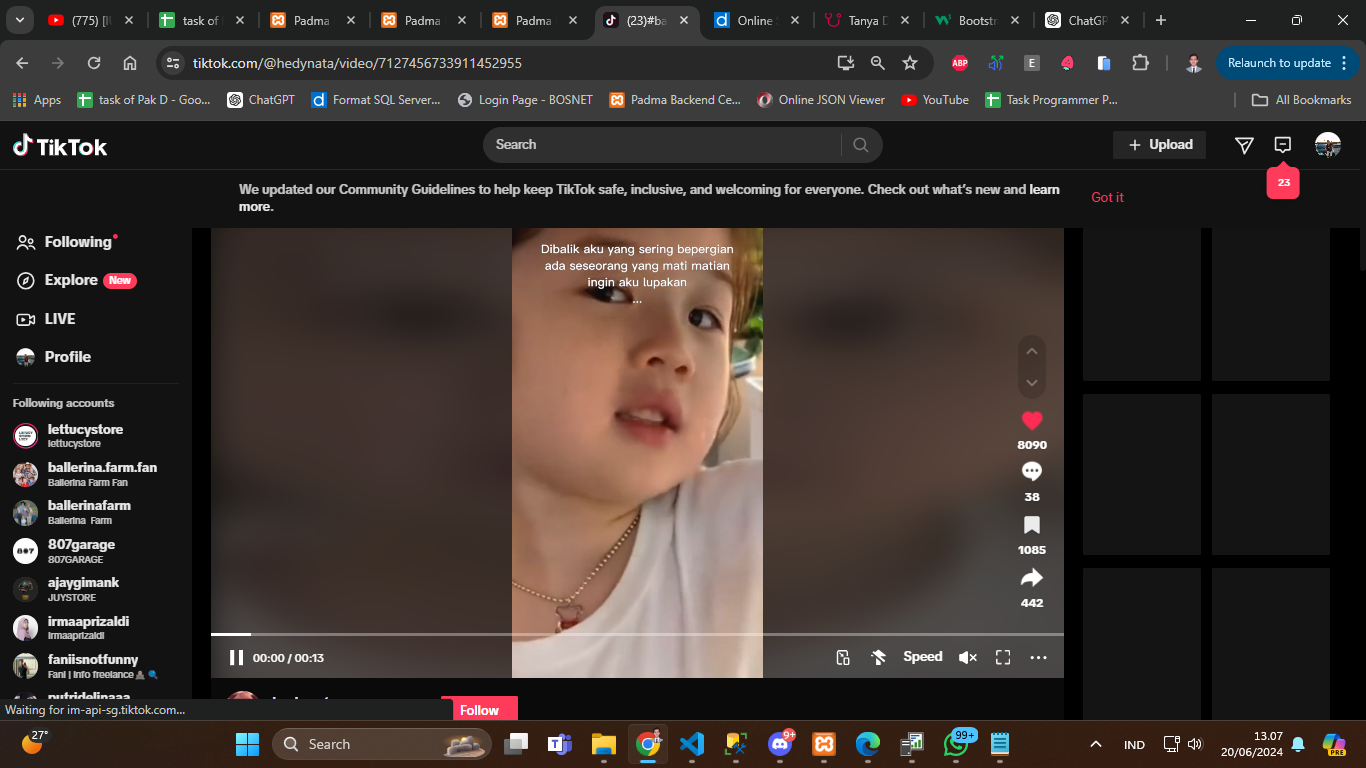 (775) [I
task of
Padma
Padma
Padma
(23)#ba
Online
Tanya D
Bootstr
ChatGP
tiktok.com/@hedynata/video/7127456733911452955
ABP
E
Relaunch to update
Apps
task of Pak D - Goo...
ChatGPT
Format SQL Server...
Login Page - BOSNET
Padma Backend Ce...
Online JSON Viewer
YouTube
Task Programmer P...
All Bookmarks
TikTok
Search
Upload
23
We updated our Community Guidelines to help keep TikTok safe, inclusive, and welcoming for everyone. Check out what's new and learn
more.
Got it
Following
Explore New
LIVE
Profile
Following accounts
lettucystore
lettucystore
ballerina.farm.fan
Ballerina Farm Fan
ballerinafarm
Ballerina Farm
807garage
807GARAGE
ajaygimank
JUYSTORE
irmaaprizaldi
Irmaaprizaldi
faniisnotfunny
Fani | Info freelance
putridelinaaa
Dibalik aku yang sering bepergian
ada seseorang yang mati matian
ingin aku lupakan
...
8090
38
1085
442
00:00 / 00:13
Speed
Follow
Waiting for im-api-sg.tiktok.com...
27°
Search
9+
99+
IND
13.07
20/06/2024
PRE